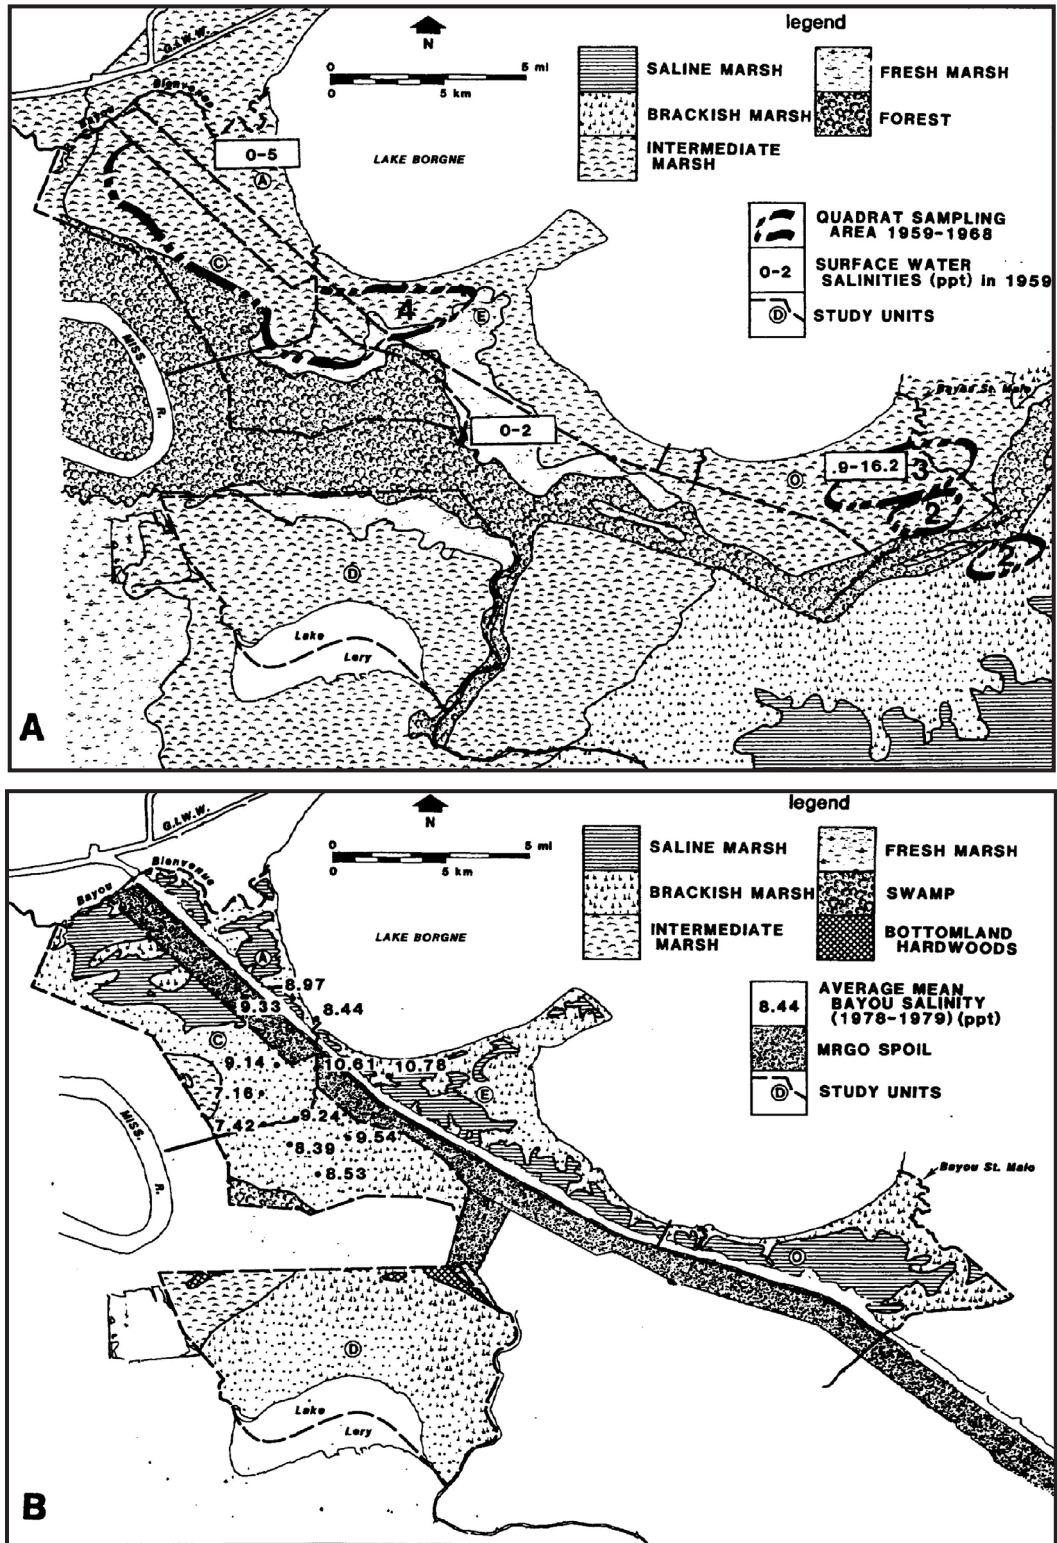 legend
N
0 5 mi
0 5 km
SALINE MARSH
BRACKISH MARSH
INTERMEDIATE
MARSH
FRESH MARSH
FOREST
QUADRAT SAMPLING
AREA 1959-1968
0-2
SURFACE WATER
SALINITIES (ppt) in 1959
D
STUDY UNITS
G.I.W.W.
Bayou Bienvenue
0-5
LAKE BORGNE
A
C
4
E
MISS.
R.
0-2
Bayou St. Malo
.9-16.2
3
O
2
2
D
Lake
Lery
A
legend
N
0 5 mi
0 5 km
SALINE MARSH
BRACKISH MARSH
INTERMEDIATE
MARSH
FRESH MARSH
SWAMP
BOTTOMLAND
HARDWOODS
8.44
AVERAGE MEAN
BAYOU SALINITY
(1978-1979) (ppt)
MRGO SPOIL
D
STUDY UNITS
G.I.W.W.
Bayou Bienvenue
LAKE BORGNE
A
8.97
9.33
8.44
C
9.14
10.61
10.78
7.16
E
7.42
9.24
9.54
8.39
8.53
MISS.
R.
Bayou St. Malo
O
D
Lake
Lery
B